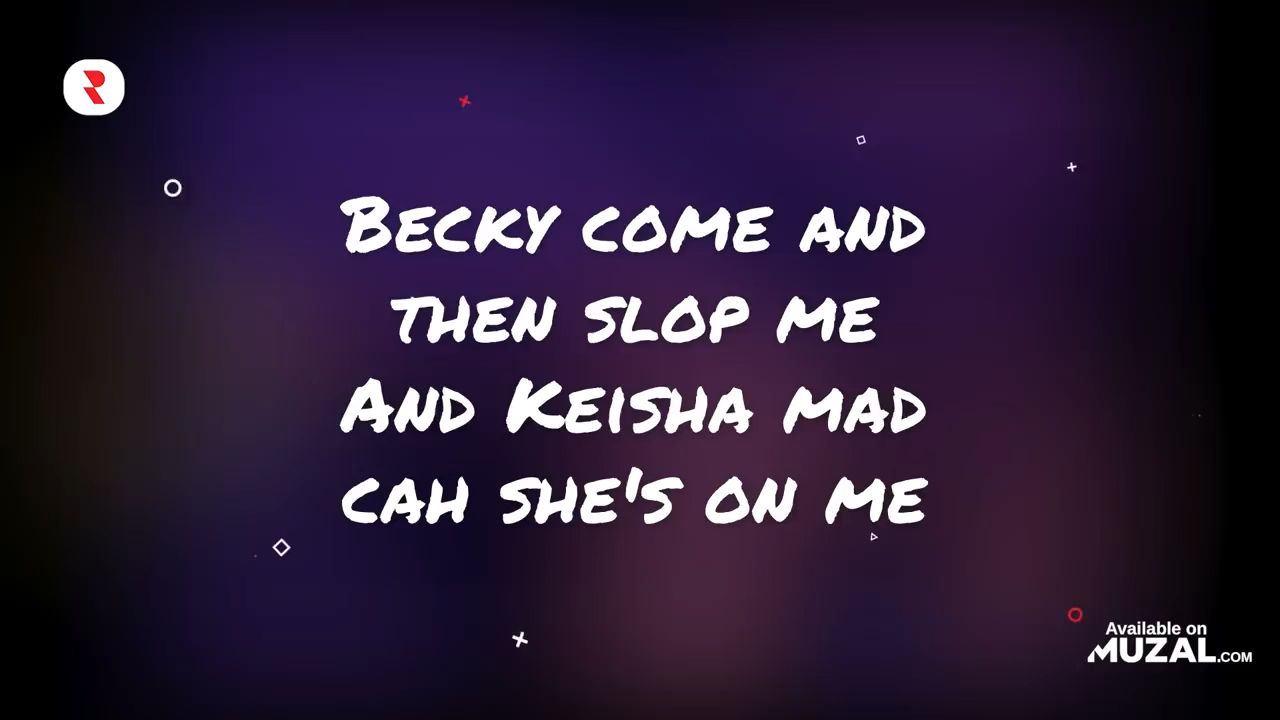 Becky come and
then slop me
And Keisha mad
cah she's on me
Available on
MUZAL.COM